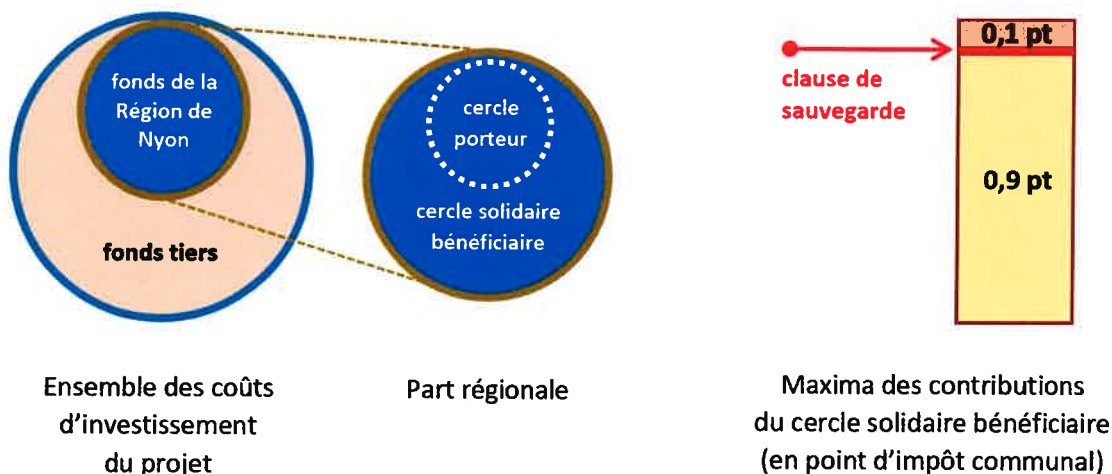 fonds de la
Région de
Nyon
fonds tiers
cercle
porteur
cercle solidaire
bénéficiaire
clause de
sauvegarde
0,1 pt
0,9 pt
Ensemble des coûts
d'investissement
du projet
Part régionale
Maxima des contributions
du cercle solidaire bénéficiaire
(en point d'impôt communal)